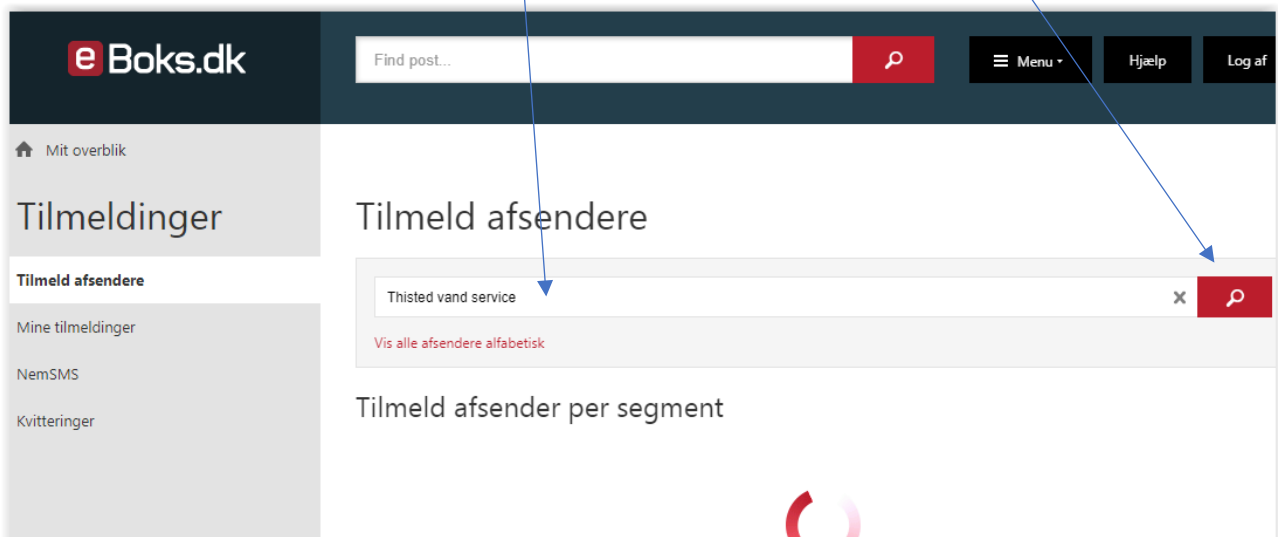 e Boks.dk
Find post...
Menu
Hjælp
Log af
Mit overblik
Tilmeldinger
Tilmeld afsendere
Mine tilmeldinger
NemSMS
Kvitteringer
Tilmeld afsendere
Thisted vand service
Vis alle afsendere alfabetisk
Tilmeld afsender per segment